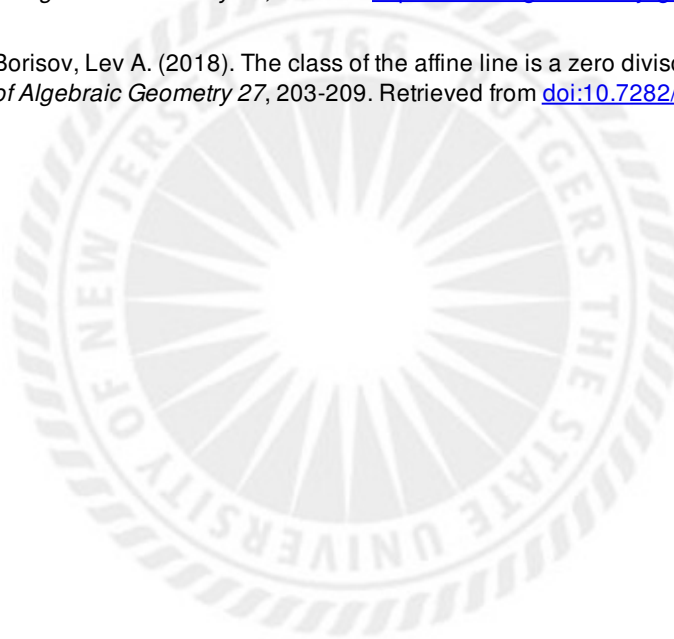 Borisov, Lev A. (2018). The class of the affine line is a zero
of Algebraic Geometry 27, 203-209. Retrieved from doi:10.7282/
1766 RUTGERS THE STATE UNIVERSITY OF NEW JERSEY